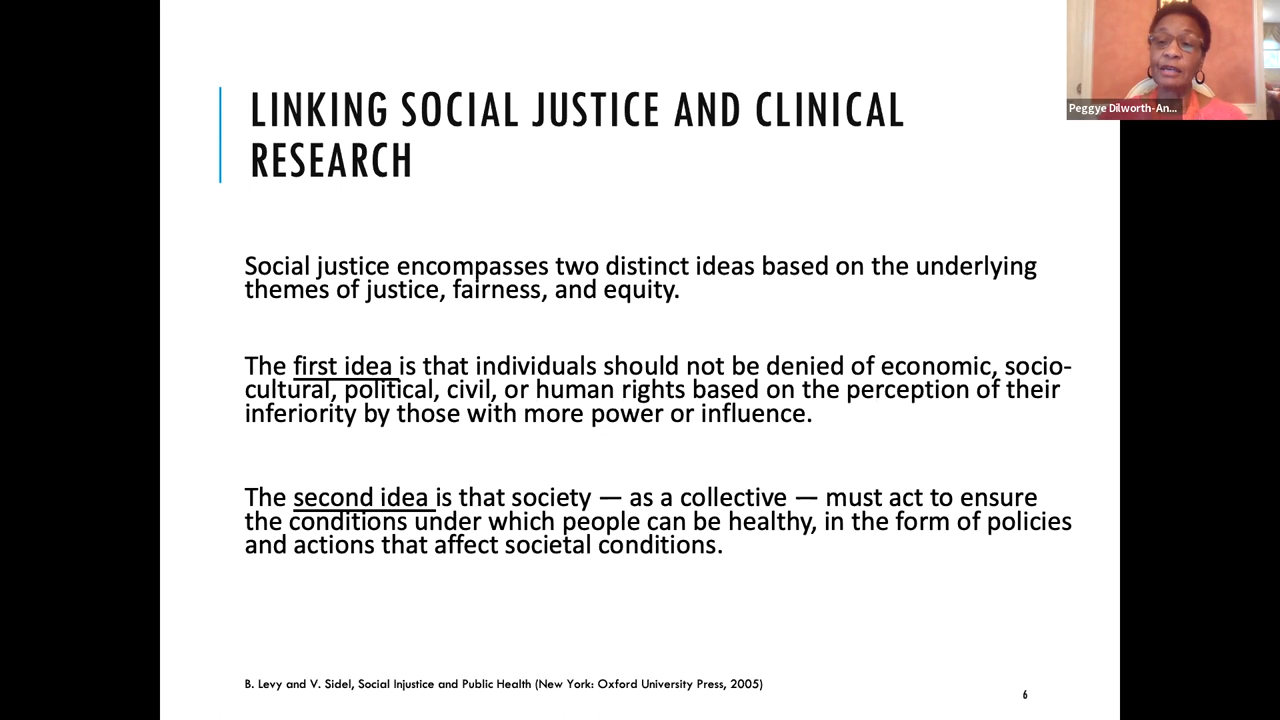 LINKING SOCIAL JUSTICE AND CLINICAL
RESEARCH
Peggye Dilworth-An...
Social justice encompasses two distinct ideas based on the underlying
themes of justice, fairness, and equity.
The first idea is that individuals should not be denied of economic, socio-
cultural, political, civil, or human rights based on the perception of their
inferiority by those with more power or influence.
The second idea is that society — as a collective — must act to ensure
the conditions under which people can be healthy, in the form of policies
and actions that affect societal conditions.
B. Levy and V. Sidel, Social Injustice and Public Health (New York: Oxford University Press, 2005)
6